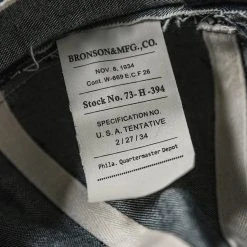 BRONSON&MFG.,CO.
NOV. 8, 1934
Cont. W-669 E.C.F 26
Stock No. 73-H-394
SPECIFICATION NO.
U. S. A. TENTATIVE
2 / 27 / 34
Phila. Quartermaster Depot